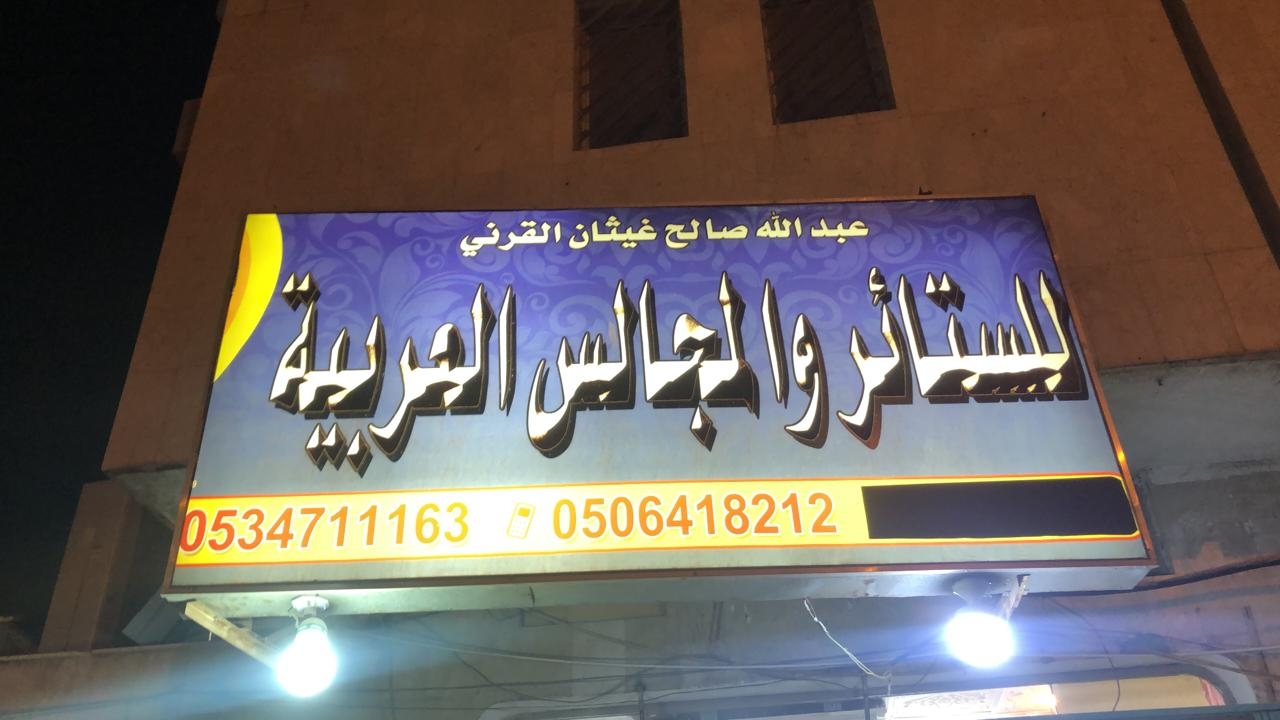 عبد الله صالح غيثان القرني
للستائر والمجالس العربية
0534711163 0506418212